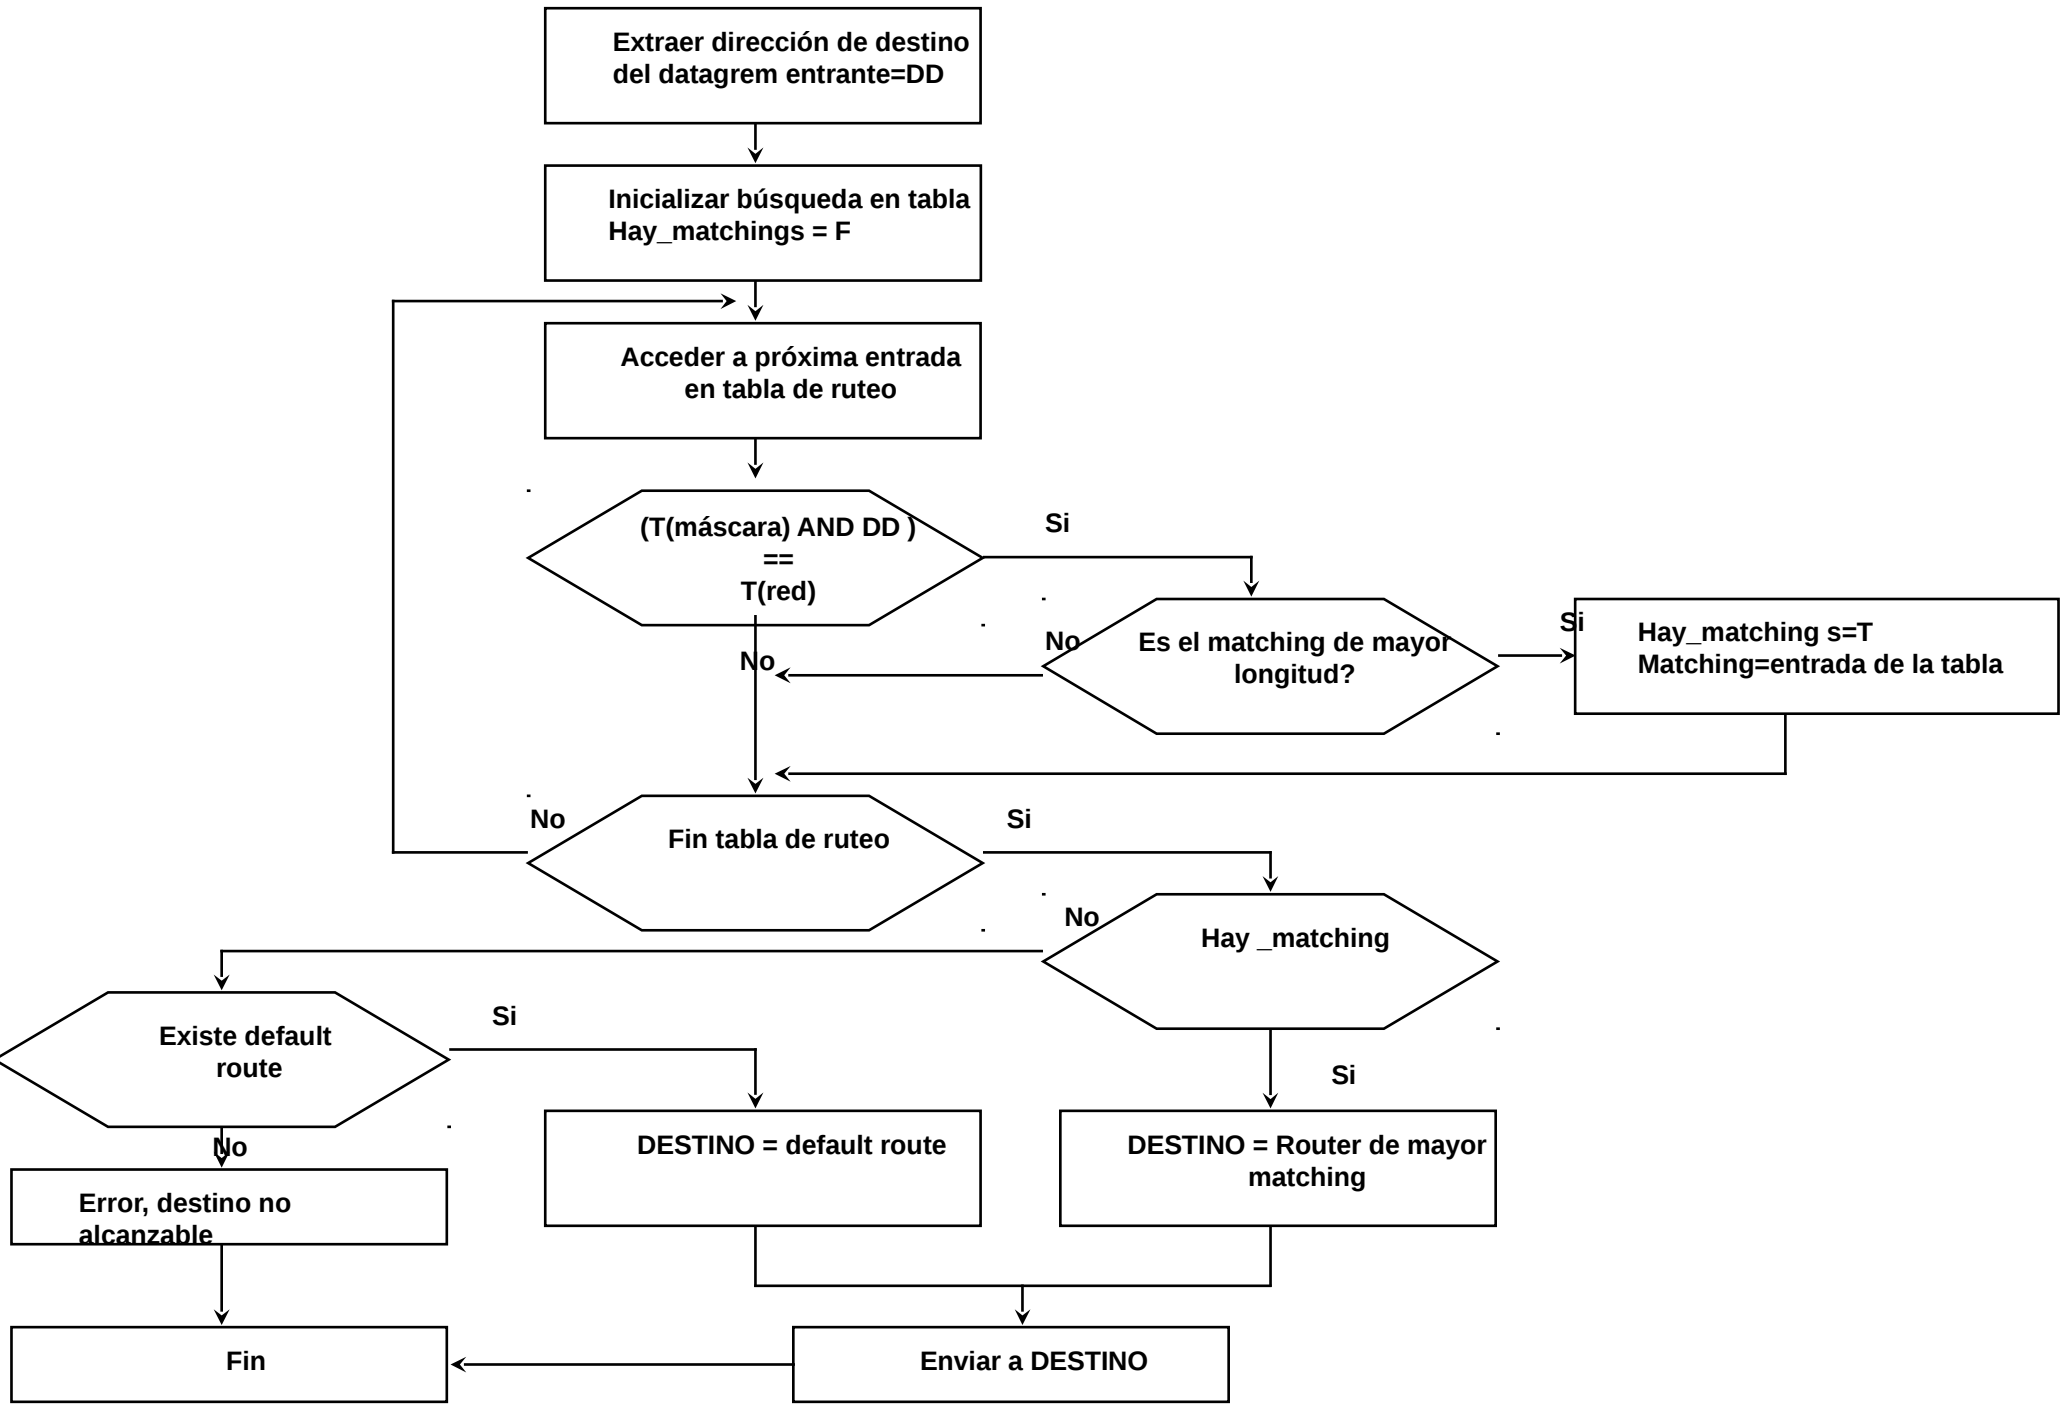 Extraer dirección de destino
del datagrem entrante=DD
Inicializar búsqueda en tabla
Hay_matchings = F
Acceder a próxima entrada
en tabla de ruteo
(T(máscara) AND DD )
==
T(red)
Si
No
Es el matching de mayor
longitud?
No
Si
Hay_matching s=T
Matching=entrada de la tabla
Fin tabla de ruteo
No
Si
Hay _matching
No
Si
Existe default
route
Si
No
DESTINO = default route
DESTINO = Router de mayor
matching
Error, destino no
alcanzable
Fin
Enviar a DESTINO